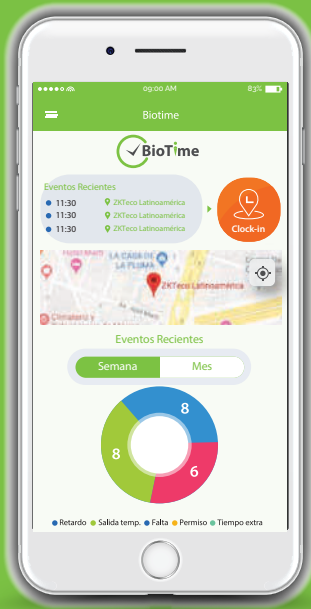 09:00 AM 83%
Biotime
BioTime
Eventos Recientes
11:30 ZKTeco Latinoamérica
11:30 ZKTeco Latinoamérica
11:30 ZKTeco Latinoamérica
Clock-in
LA CASA DE
LA PLUMA
ZKTeco Latinoamérica
Eventos Recientes
Semana Mes
8
8
6
Retardo Salida temp. Falta Permiso Tiempo extra